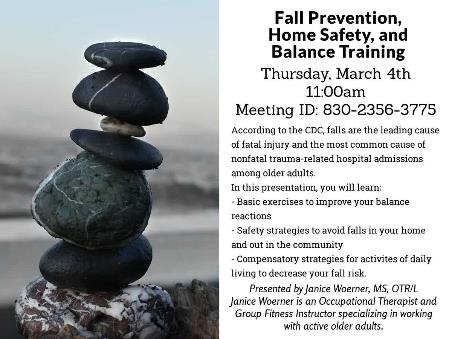 Fall Prevention,
Home Safety, and
Balance Training
Thursday, March 4th
11:00am
Meeting ID: 830-2356-3775
According to the CDC, falls are the leading cause
of fatal injury and the most common cause of
nonfatal trauma-related hospital admissions
among older adults.
In this presentation, you will learn:
- Basic exercises to improve your balance
reactions
- Safety strategies to avoid falls in your home
and out in the community
- Compensatory strategies for activites of daily
living to decrease your fall risk.
Presented by Janice Woerner, MS, OTR/L
Janice Woerner is an Occupational Therapist and
Group Fitness Instructor specializing in working
with active older adults.